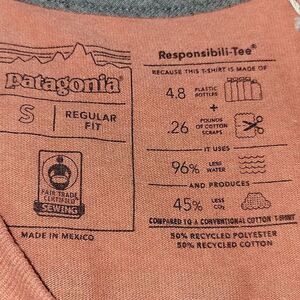 patagonia
S
REGULAR
FIT
FAIR TRADE
CERTIFIED
SEWING
MADE IN MEXICO
Responsibili-Tee®
BECAUSE THIS T-SHIRT IS MADE OF
4.8 PLASTIC BOTTLES
.26 POUNDS OF COTTON SCRAPS
IT USES
96% LESS WATER
AND PRODUCES
45% LESS CO₂
COMPARED TO A CONVENTIONAL COTTON T-SHIRT
50% RECYCLED POLYESTER
50% RECYCLED COTTON